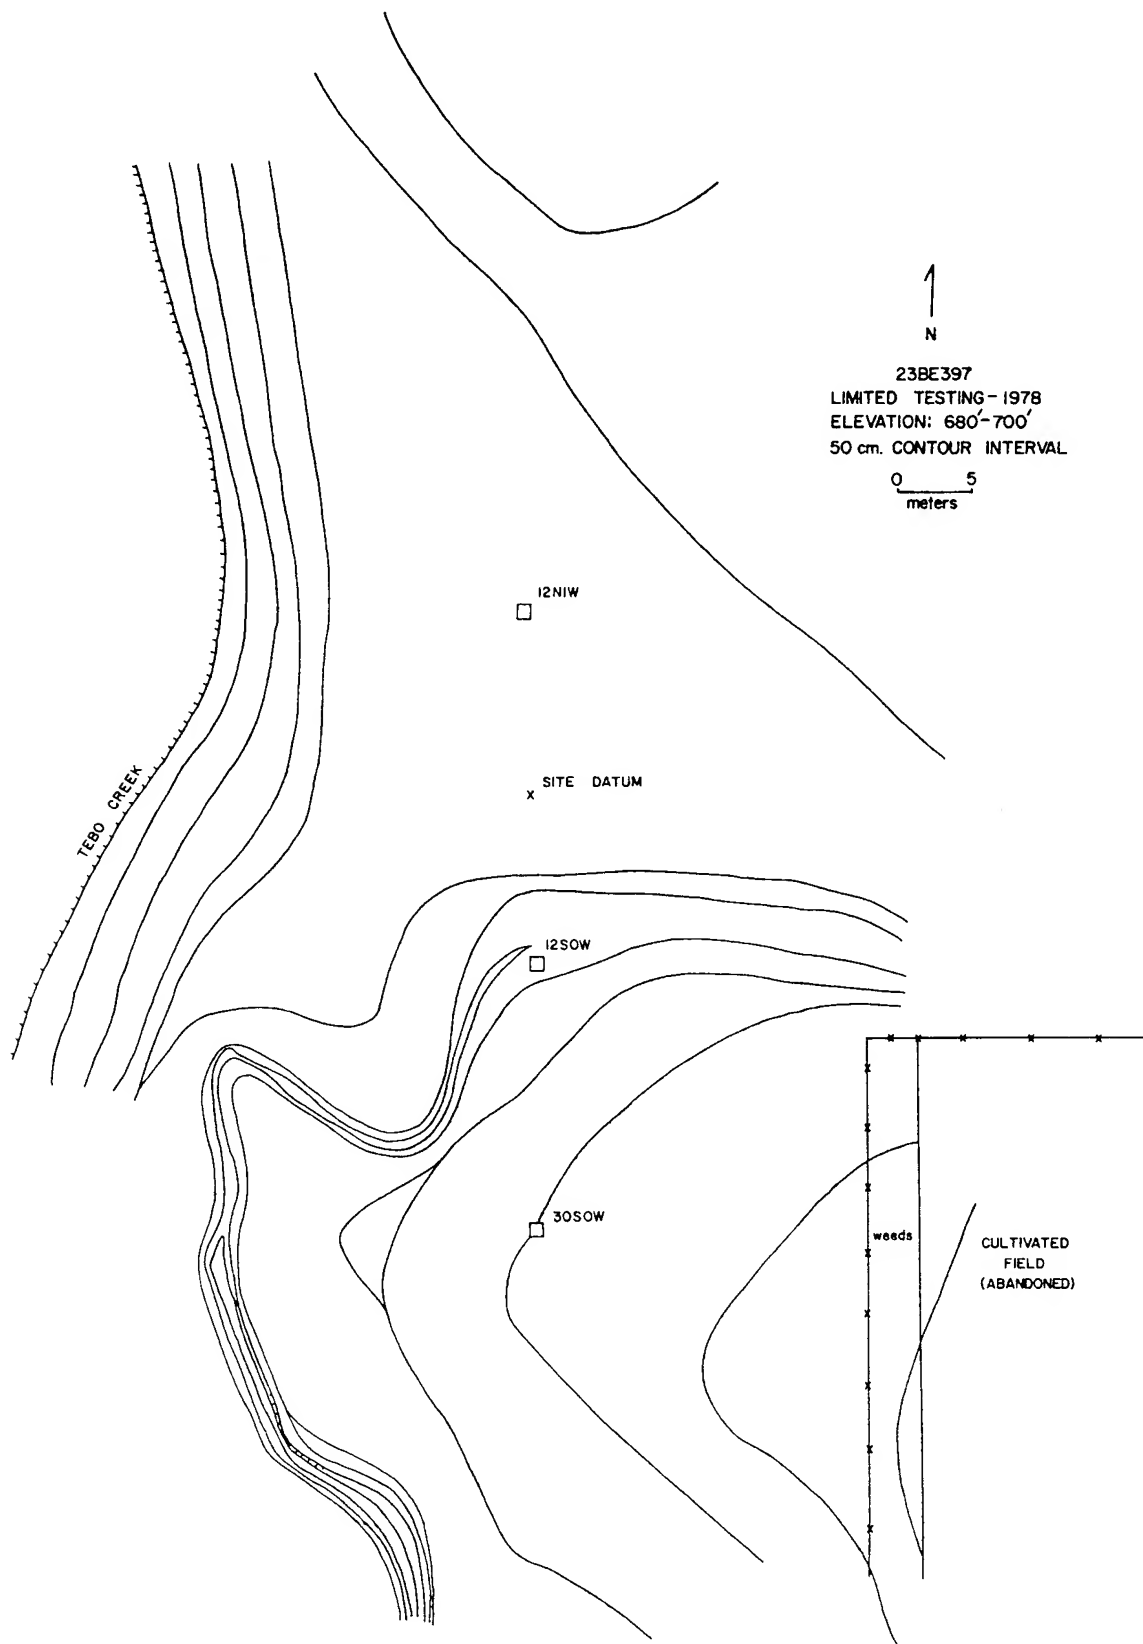 N
23BE397
LIMITED TESTING-1978
ELEVATION: 680'-700'
50 cm. CONTOUR INTERVAL
0 5
meters
12N1W
SITE DATUM
TEBO CREEK
12S0W
30S0W
weeds
CULTIVATED
FIELD
(ABANDONED)